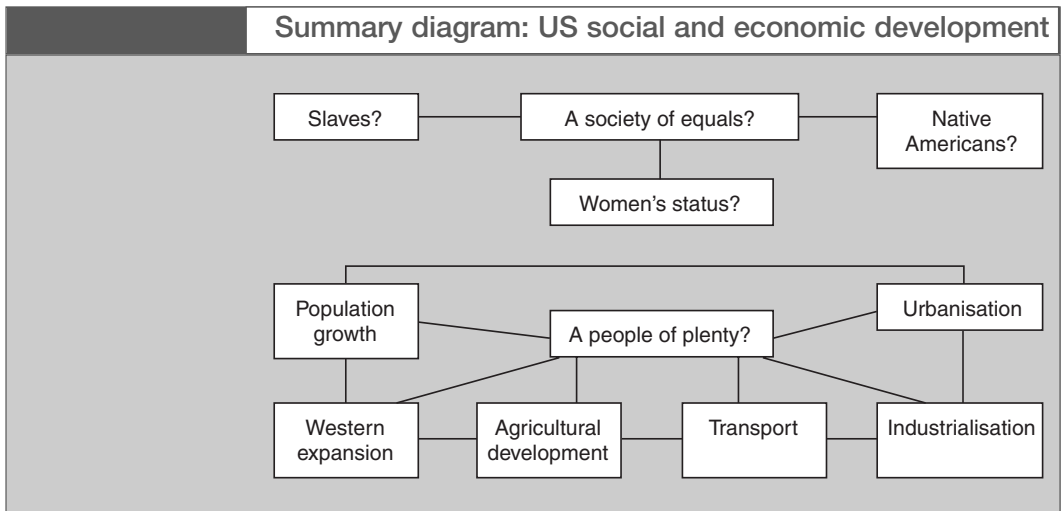 Summary diagram: US social and economic development
Slaves?
A society of equals?
Native
Americans?
Women's status?
Population
growth
A people of plenty?
Urbanisation
Western
expansion
Agricultural
development
Transport
Industrialisation